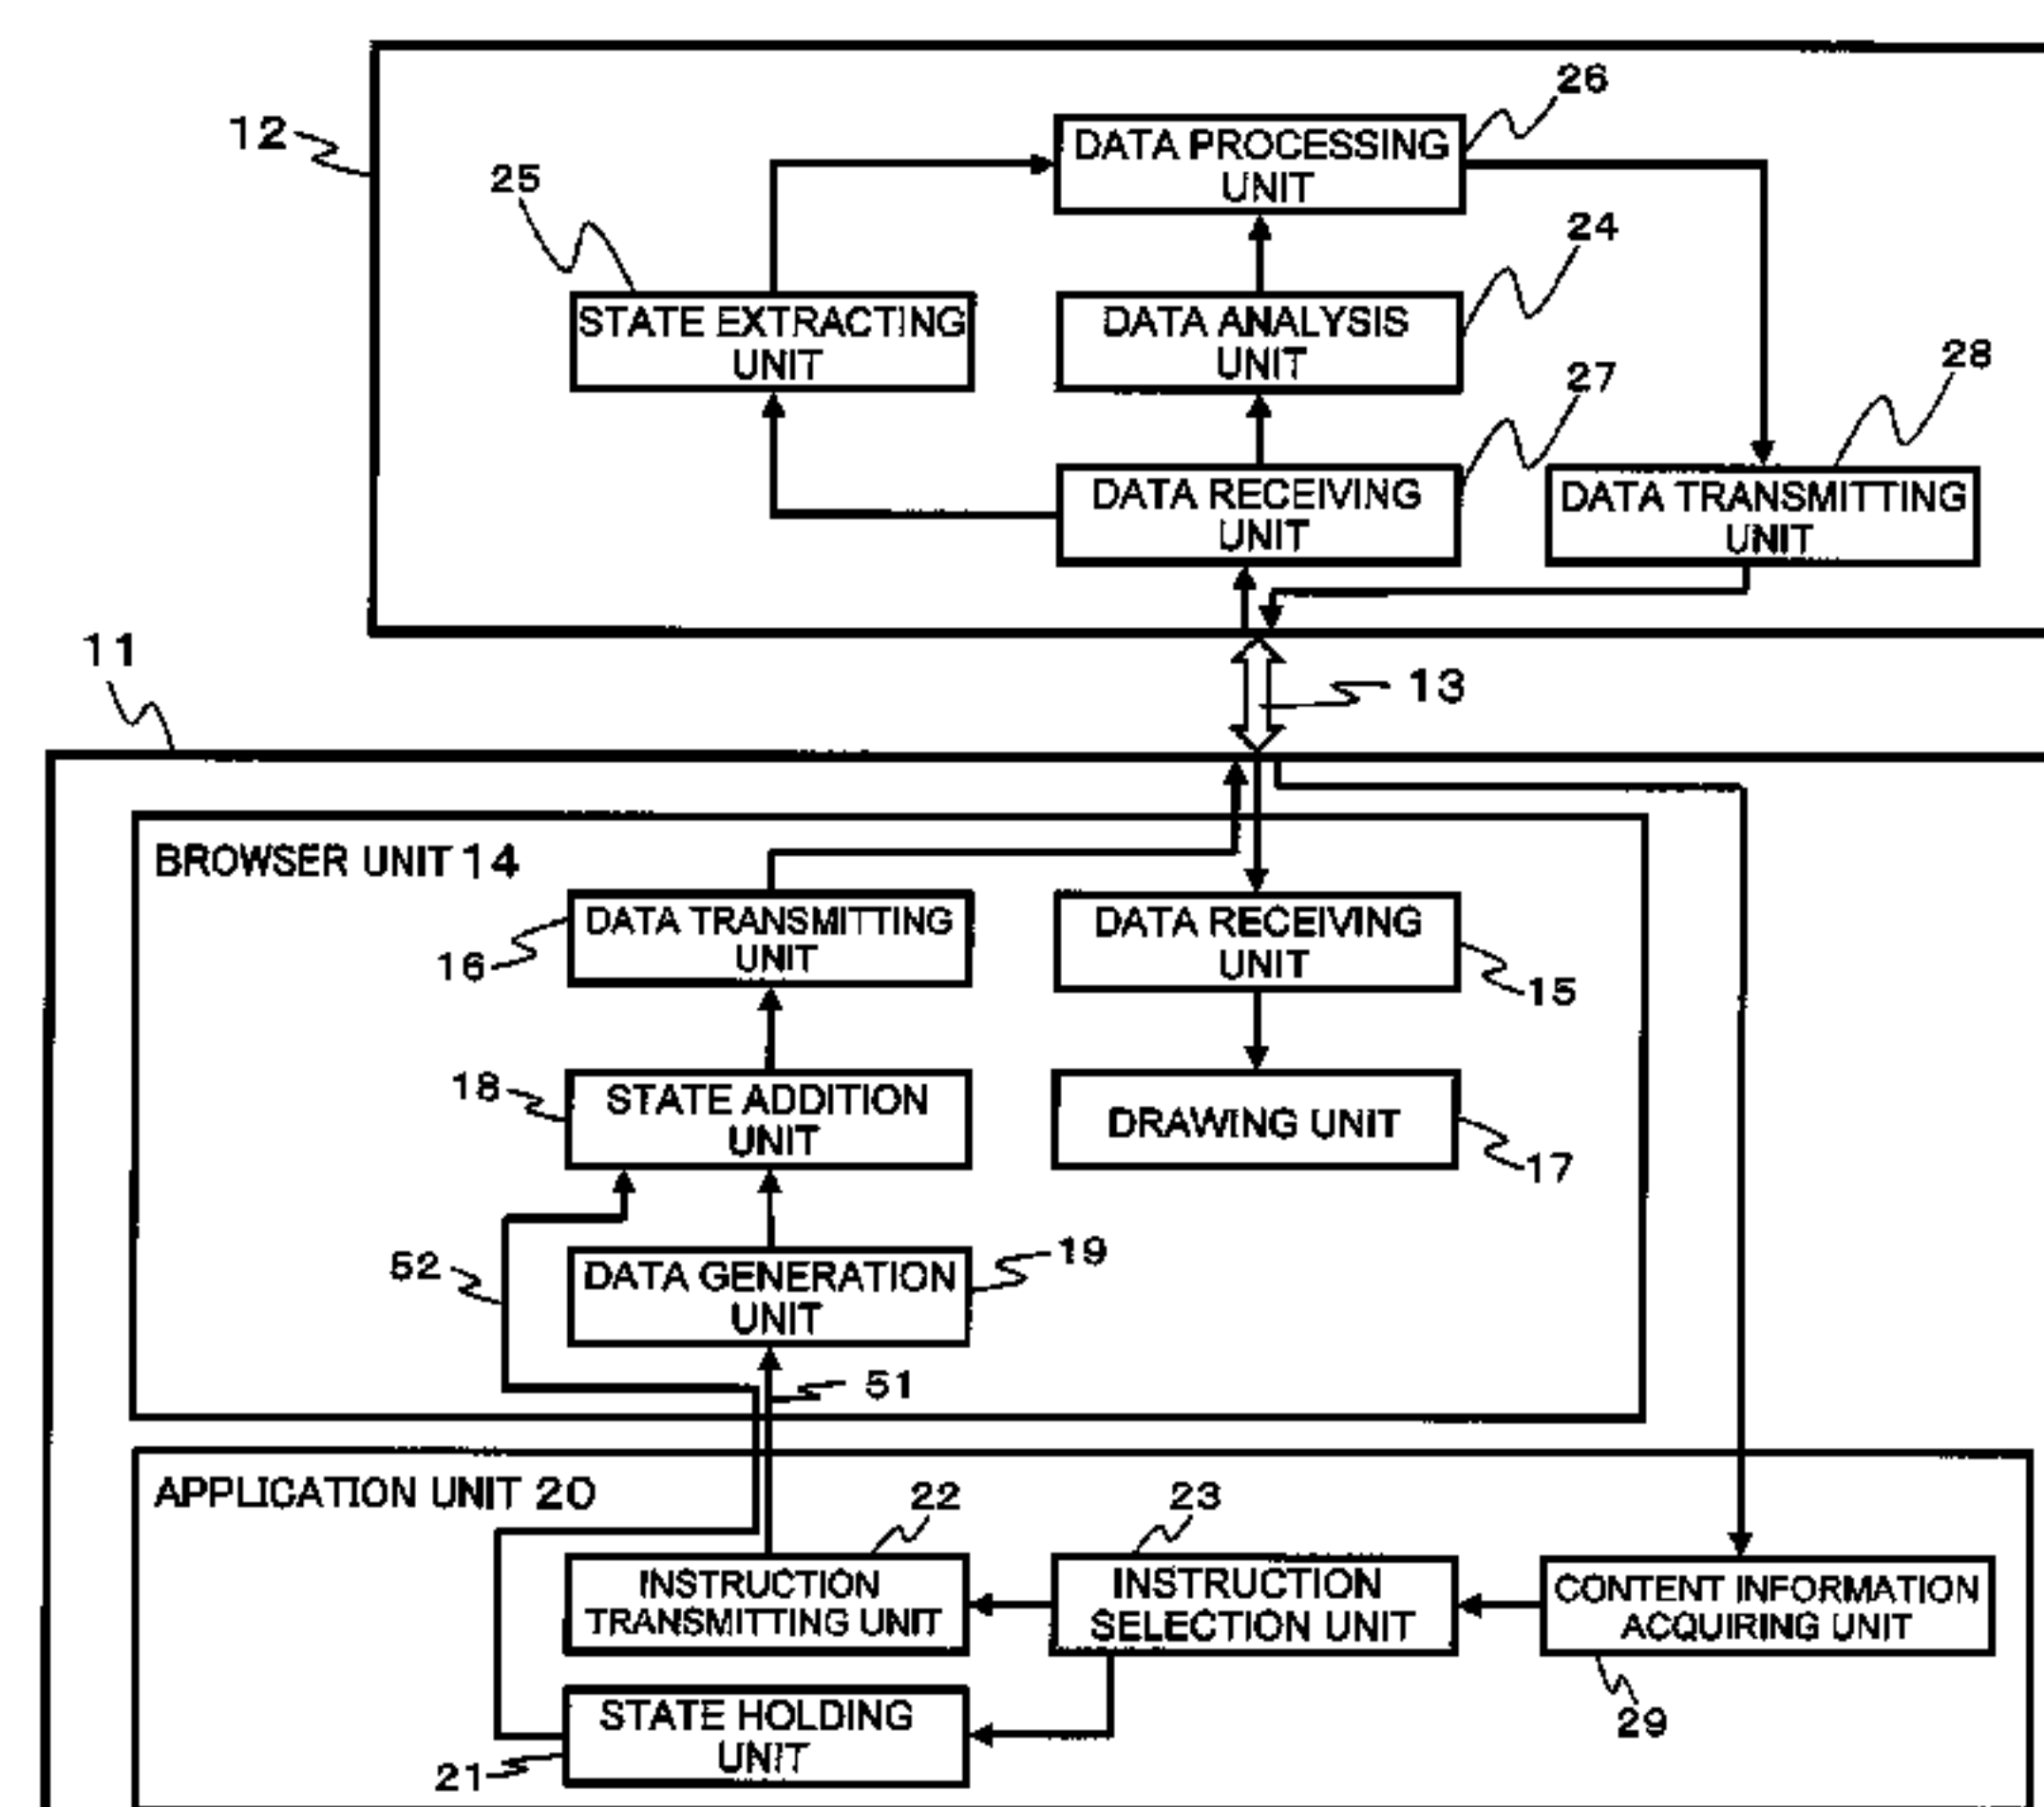 26
12
DATA PROCESSING
UNIT
25
24
STATE EXTRACTING
UNIT
DATA ANALYSIS
UNIT
28
27
DATA RECEIVING
UNIT
DATA TRANSMITTING
UNIT
11
13
BROWSER UNIT 14
DATA TRANSMITTING
UNIT
16
DATA RECEIVING
UNIT
15
18
STATE ADDITION
UNIT
DRAWING UNIT
17
52
19
DATA GENERATION
UNIT
51
APPLICATION UNIT 20
22
23
INSTRUCTION
TRANSMITTING UNIT
INSTRUCTION
SELECTION UNIT
CONTENT INFORMATION
ACQUIRING UNIT
STATE HOLDING
UNIT
29
21